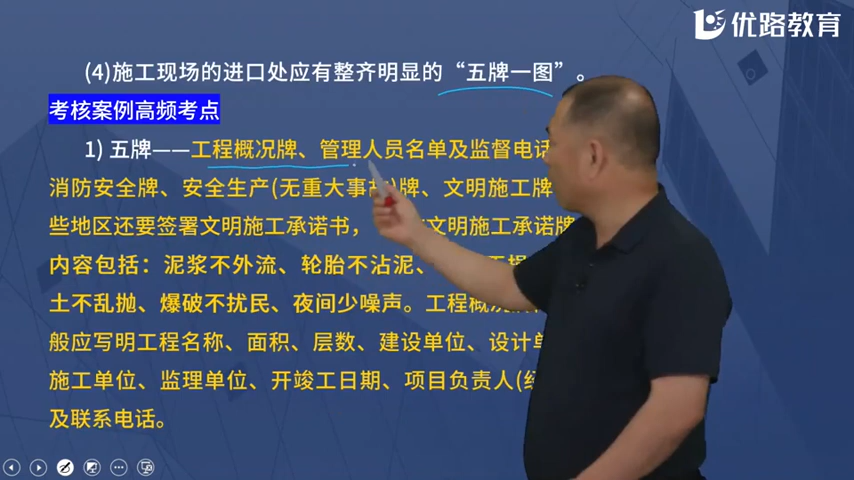 优路教育
(4)施工现场的进口处应有整齐明显的“五牌一图”。
考核案例高频考点
1) 五牌——工程概况牌、管理人员名单及监督电话
消防安全牌、安全生产(无重大事故)牌、文明施工牌
些地区还要签署文明施工承诺书，文明施工承诺牌
内容包括：泥浆不外流、轮胎不沾泥、
土不乱抛、爆破不扰民、夜间少噪声。工程概况
般应写明工程名称、面积、层数、建设单位、设计单
施工单位、监理单位、开竣工日期、项目负责人(
及联系电话。